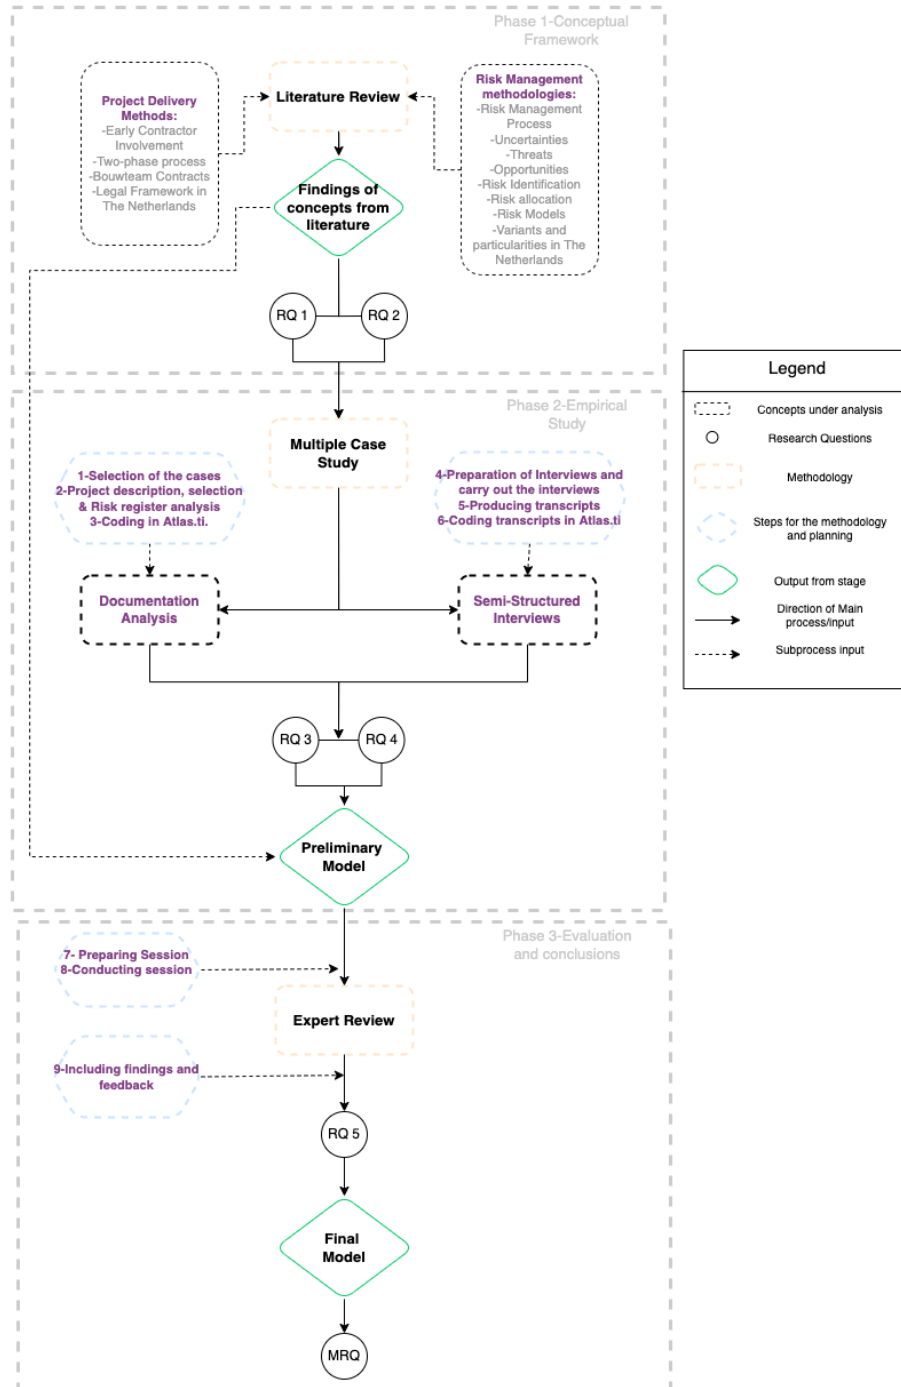 Phase 1-Conceptual
Framework
Project Delivery
Methods:
-Early Contractor
Involvement
-Two-phase process
-Bouwteam Contracts
-Legal Framework in
The Netherlands
Literature Review
Risk Management
methodologies:
-Risk Management
Process
-Uncertainties
-Threats
-Opportunities
-Risk Identification
-Risk allocation
-Risk Models
-Variants and
particularities in The
Netherlands
Findings of
concepts from
literature
RQ 1
RQ 2
Legend
Concepts under analysis
Research Questions
Methodology
Steps for the methodology
and planning
Output from stage
Direction of Main
process/input
Subprocess input
Phase 2-Empirical
Study
Multiple Case
Study
1-Selection of the cases
2-Project description, selection
& Risk register analysis
3-Coding in Atlas.ti.
4-Preparation of Interviews and
carry out the interviews
5-Producing transcripts
6-Coding transcripts in Atlas.ti
Documentation
Analysis
Semi-Structured
Interviews
RQ 3
RQ 4
Preliminary
Model
Phase 3-Evaluation
and conclusions
7- Preparing Session
8-Conducting session
Expert Review
9-Including findings and
feedback
RQ 5
Final
Model
MRQ